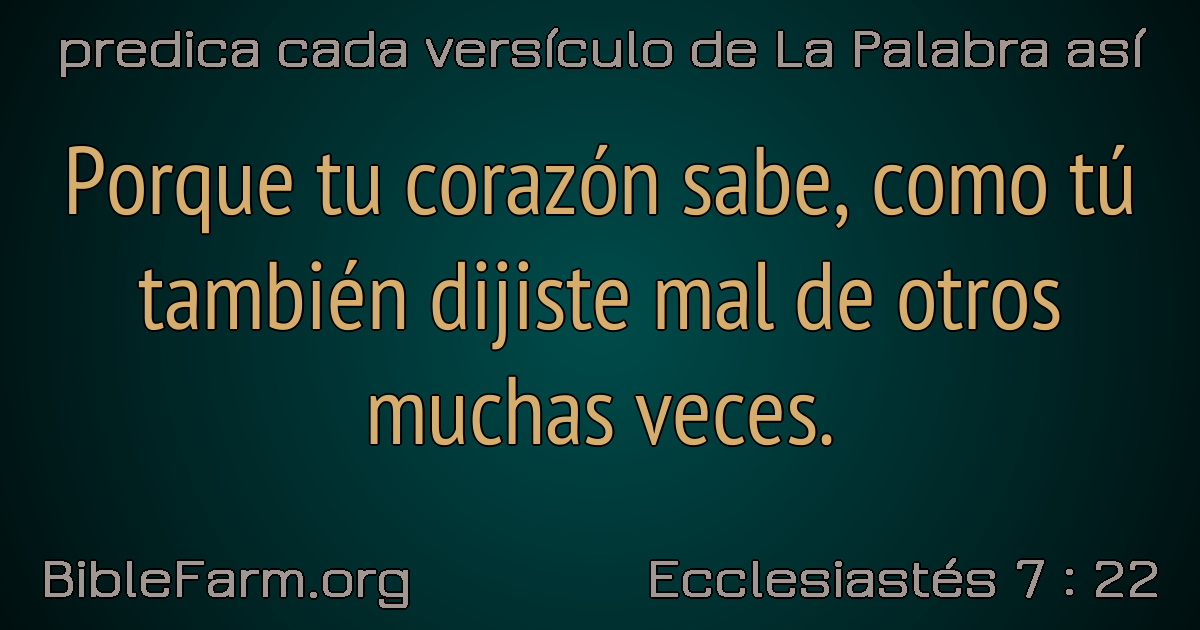 predica cada versículo de La Palabra así
Porque tu corazón sabe, como tú
también dijiste mal de otros
muchas veces.
BibleFarm.org
Ecclesiastés 7 : 22